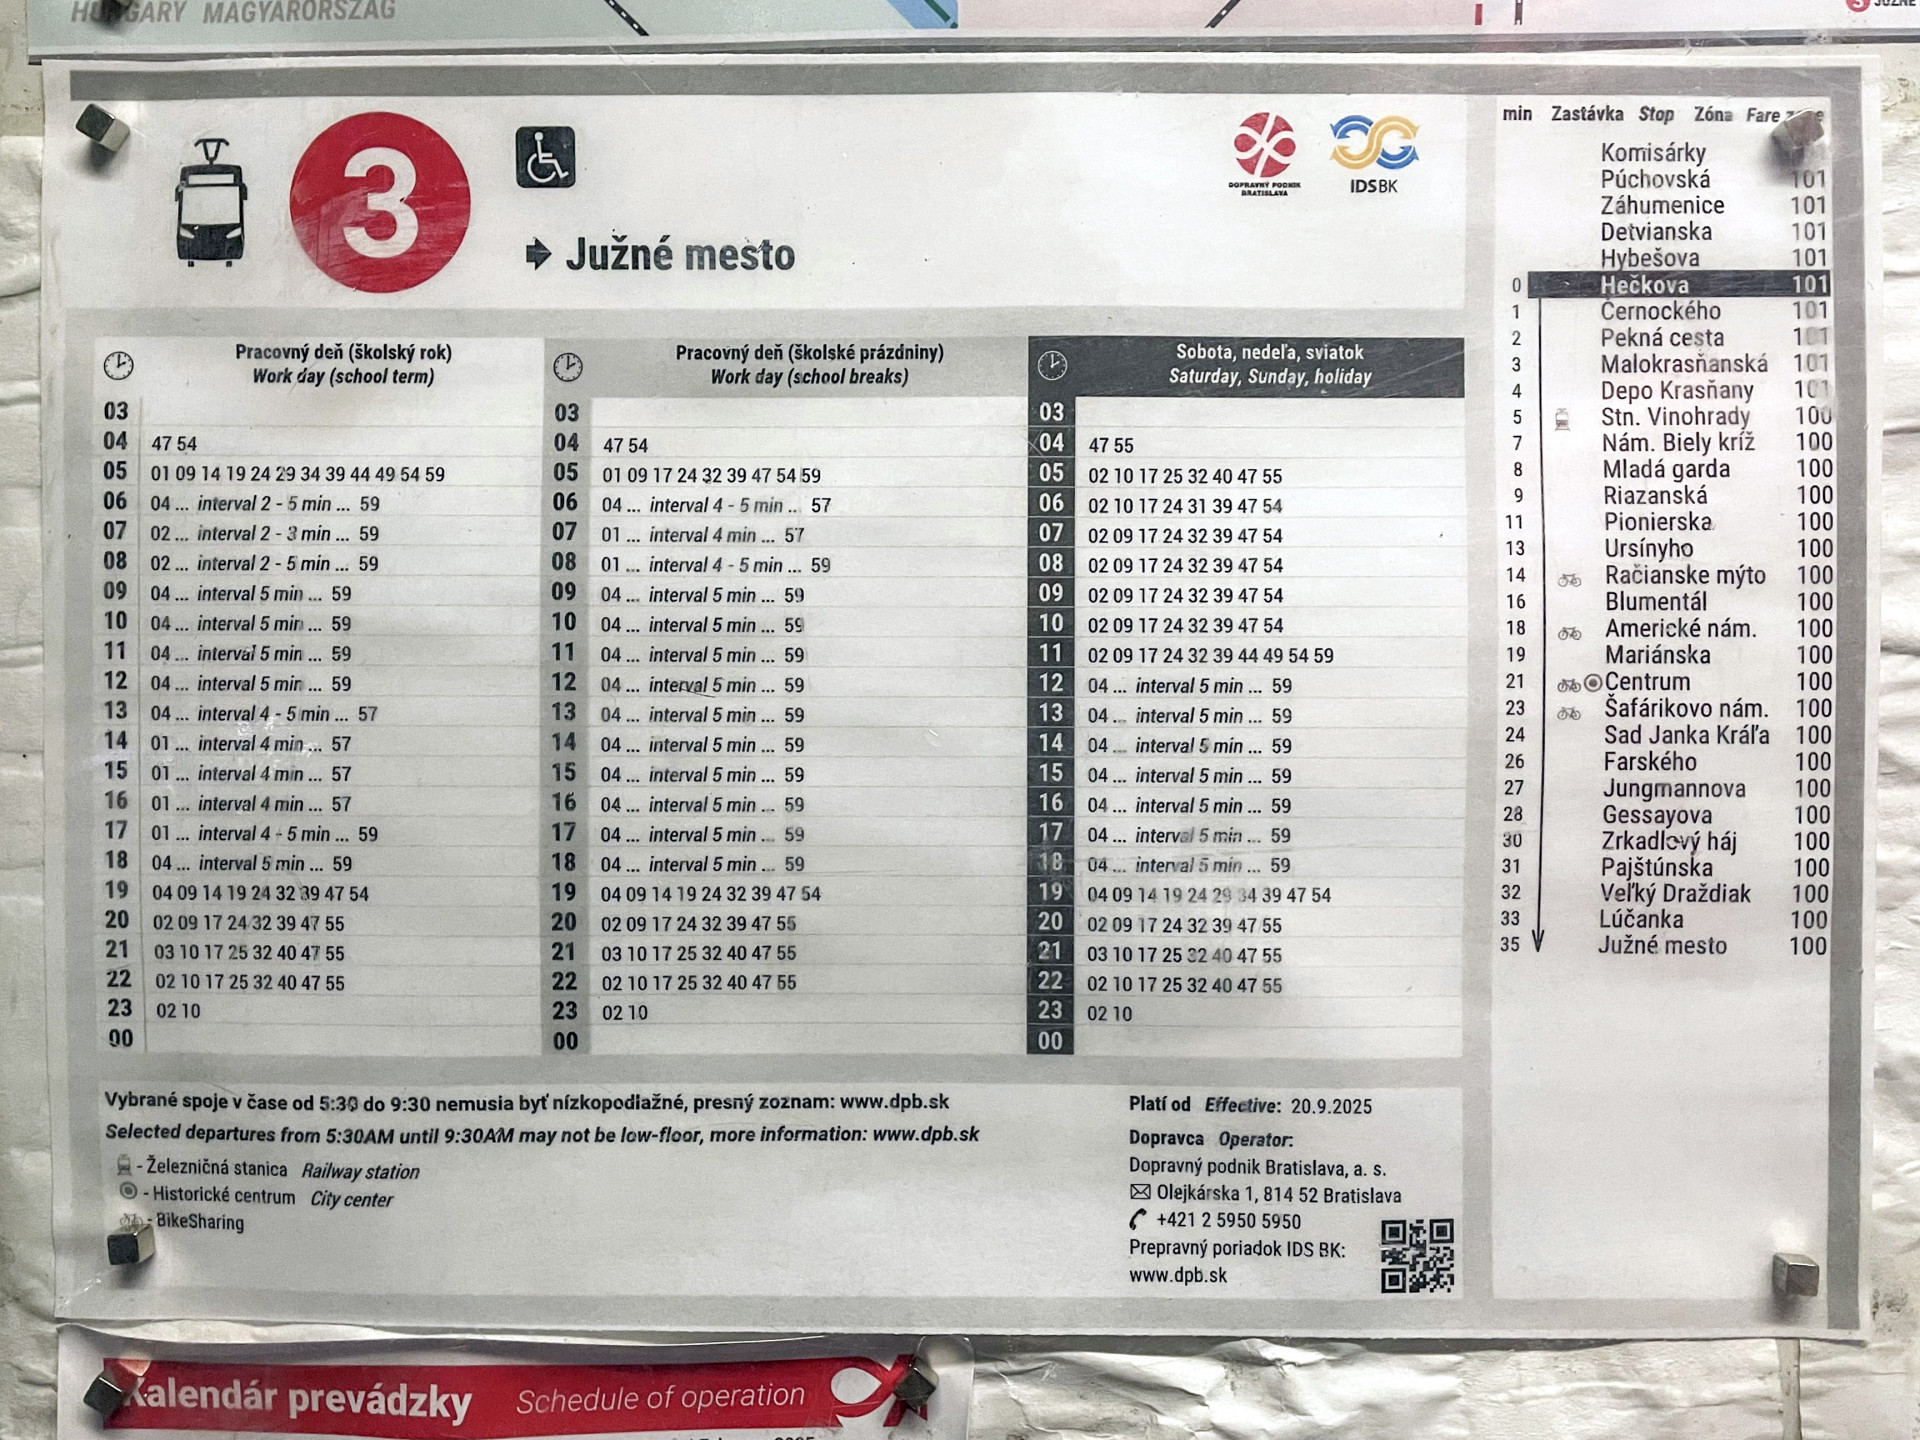 HUNGARY MAGYARORSZÁG
3
3
➔ Južné mesto
DOPRAVNÝ PODNIK
BRATISLAVA
IDSBK
Pracovný deň (školský rok)
Work day (school term)
03
04 47 54
05 01 09 14 19 24 29 34 39 44 49 54 59
06 04 ... interval 2 - 5 min ... 59
07 02 ... interval 2 - 3 min ... 59
08 02 ... interval 2 - 5 min ... 59
09 04 ... interval 5 min ... 59
10 04 ... interval 5 min ... 59
11 04 ... interval 5 min ... 59
12 04 ... interval 5 min ... 59
13 04 ... interval 4 - 5 min ... 57
14 01 ... interval 4 min ... 57
15 01 ... interval 4 min ... 57
16 01 ... interval 4 min ... 57
17 01 ... interval 4 - 5 min ... 59
18 04 ... interval 5 min ... 59
19 04 09 14 19 24 32 39 47 54
20 02 09 17 24 32 39 47 55
21 03 10 17 25 32 40 47 55
22 02 10 17 25 32 40 47 55
23 02 10
00
Pracovný deň (školské prázdniny)
Work day (school breaks)
03
04 47 54
05 01 09 17 24 32 39 47 54 59
06 04 ... interval 4 - 5 min ... 57
07 01 ... interval 4 min ... 57
08 01 ... interval 4 - 5 min ... 59
09 04 ... interval 5 min ... 59
10 04 ... interval 5 min ... 59
11 04 ... interval 5 min ... 59
12 04 ... interval 5 min ... 59
13 04 ... interval 5 min ... 59
14 04 ... interval 5 min ... 59
15 04 ... interval 5 min ... 59
16 04 ... interval 5 min ... 59
17 04 ... interval 5 min ... 59
18 04 ... interval 5 min ... 59
19 04 09 14 19 24 32 39 47 54
20 02 09 17 24 32 39 47 55
21 03 10 17 25 32 40 47 55
22 02 10 17 25 32 40 47 55
23 02 10
00
Sobota, nedeľa, sviatok
Saturday, Sunday, holiday
03
04 47 55
05 02 10 17 25 32 40 47 55
06 02 10 17 24 31 39 47 54
07 02 09 17 24 32 39 47 54
08 02 09 17 24 32 39 47 54
09 02 09 17 24 32 39 47 54
10 02 09 17 24 32 39 47 54
11 02 09 17 24 32 39 44 49 54 59
12 04 ... interval 5 min ... 59
13 04 ... interval 5 min ... 59
14 04 ... interval 5 min ... 59
15 04 ... interval 5 min ... 59
16 04 ... interval 5 min ... 59
17 04 ... interval 5 min ... 59
18 04 ... interval 5 min ... 59
19 04 09 14 19 24 29 34 39 47 54
20 02 09 17 24 32 39 47 55
21 03 10 17 25 32 40 47 55
22 02 10 17 25 32 40 47 55
23 02 10
00
min Zastávka Stop Zóna Fare
Komisárky
Púchovská 101
Záhumenice 101
Detvianska 101
Hybešova 101
0 Hečkova 101
1 Černockého 101
2 Pekná cesta 101
3 Malokrasňanská 101
4 Depo Krasňany 101
5 Stn. Vinohrady 100
7 Nám. Biely kríž 100
8 Mladá garda 100
9 Riazanská 100
11 Pionierska 100
13 Ursínyho 100
14 Račianske mýto 100
16 Blumentál 100
18 Americké nám. 100
19 Mariánska 100
21 Centrum 100
23 Šafárikovo nám. 100
24 Sad Janka Kráľa 100
26 Farského 100
27 Jungmannova 100
28 Gessayova 100
30 Zrkadlový háj 100
31 Pajštúnska 100
32 Veľký Draždiak 100
33 Lúčanka 100
35 Južné mesto 100
Vybrané spoje v čase od 5:30 do 9:30 nemusia byť nízkopodlažné, presný zoznam: www.dpb.sk
Selected departures from 5:30AM until 9:30AM may not be low-floor, more information: www.dpb.sk
- Železničná stanica Railway station
- Historické centrum City center
- BikeSharing
Platí od Effective: 20.9.2025
Dopravca Operator:
Dopravný podnik Bratislava, a. s.
Olejkárska 1, 814 52 Bratislava
+421 2 5950 5950
Prepravný poriadok IDS BK:
www.dpb.sk
Kalendár prevádzky Schedule of operation